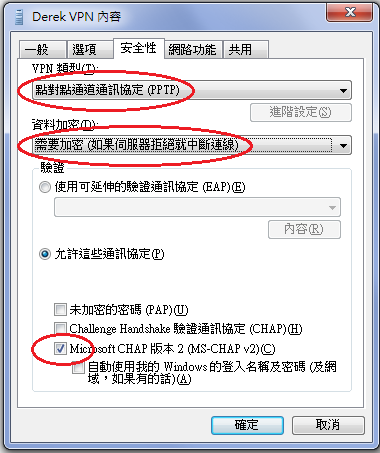 Derek VPN 內容
一般 選項 安全性 網路功能 共用
VPN 類型(T):
點對點通道通訊協定 (PPTP)
進階設定(S)
資料加密(D):
需要加密 (如果伺服器拒絕就中斷連線)
驗證
使用可延伸的驗證通訊協定 (EAP)(E)
內容(R)
允許這些通訊協定(P)
未加密的密碼 (PAP)(U)
Challenge Handshake 驗證通訊協定 (CHAP)(H)
Microsoft CHAP 版本 2 (MS-CHAP v2)(C)
自動使用我的 Windows 的登入名稱及密碼 (及網
域，如果有的話)(A)
確定 取消